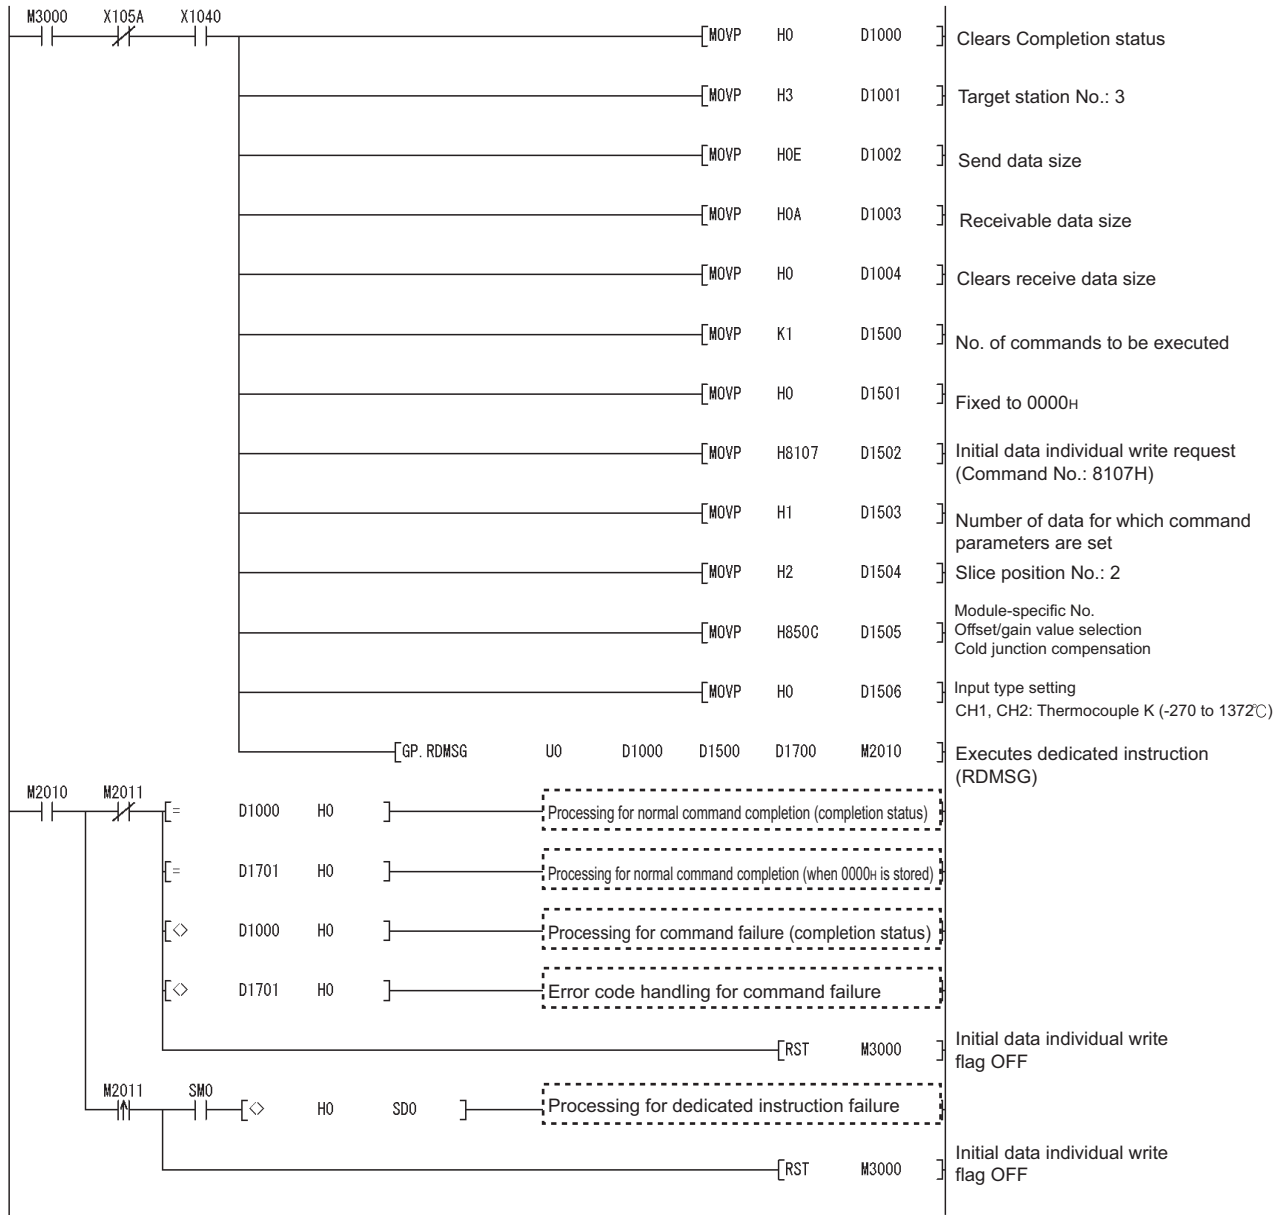 M3000 X105A X1040
MOVP H0 D1000 Clears Completion status
MOVP H3 D1001 Target station No.: 3
MOVP H0E D1002 Send data size
MOVP H0A D1003 Receivable data size
MOVP H0 D1004 Clears receive data size
MOVP K1 D1500 No. of commands to be executed
MOVP H0 D1501 Fixed to 0000H
MOVP H8107 D1502 Initial data individual write request
(Command No.: 8107H)
MOVP H1 D1503 Number of data for which command
parameters are set
MOVP H2 D1504 Slice position No.: 2
Module-specific No.
MOVP H850C D1505 Offset/gain value selection
Cold junction compensation
MOVP H0 D1506 Input type setting
CH1, CH2: Thermocouple K (-270 to 1372℃)
GP.RDMSG U0 D1000 D1500 D1700 M2010 Executes dedicated instruction
(RDMSG)
M2010 M2011
= D1000 H0 Processing for normal command completion (completion status)
= D1701 H0 Processing for normal command completion (when 0000H is stored)
<> D1000 H0 Processing for command failure (completion status)
<> D1701 H0 Error code handling for command failure
RST M3000 Initial data individual write
flag OFF
M2011 SM0
<> H0 SD0 Processing for dedicated instruction failure
RST M3000 Initial data individual write
flag OFF